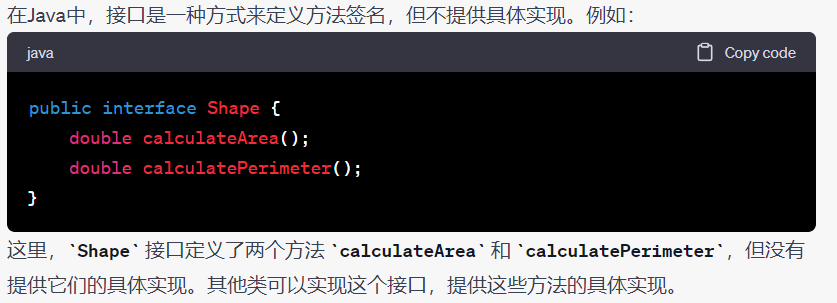 在Java中，接口是一种方式来定义方法签名，但不提供具体实现。例如：
java Copy code
public interface Shape {
    double calculateArea();
    double calculatePerimeter();
}
这里，`Shape`接口定义了两个方法`calculateArea`和`calculatePerimeter`，但没有
提供它们的具体实现。其他类可以实现这个接口，提供这些方法的具体实现。